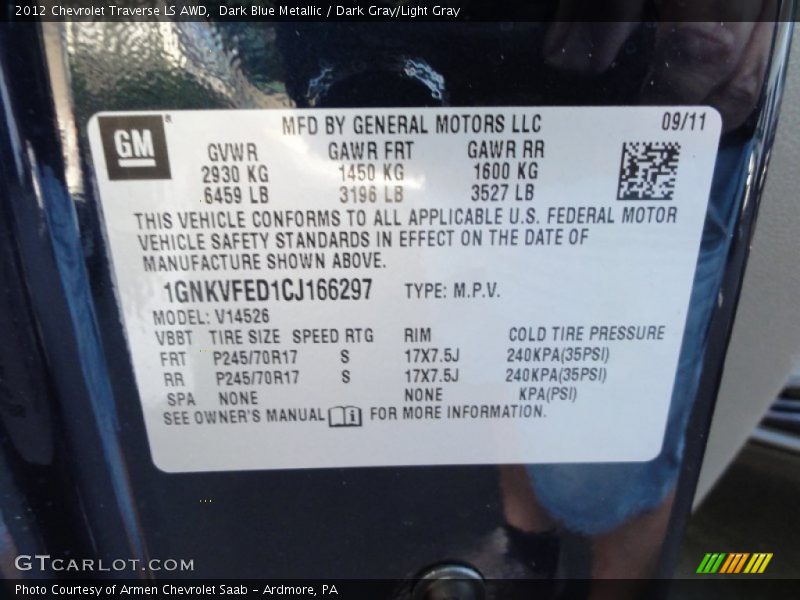 2012 Chevrolet Traverse LS AWD,  Dark Blue Metallic / Dark Gray/Light Gray
GM®
MFD BY GENERAL MOTORS LLC 09/11
GVWR GAWR FRT GAWR RR
2930 KG 1450 KG 1600 KG
6459 LB 3196 LB 3527 LB
THIS VEHICLE CONFORMS TO ALL APPLICABLE U.S. FEDERAL MOTOR
VEHICLE SAFETY STANDARDS IN EFFECT ON THE DATE OF
MANUFACTURE SHOWN ABOVE.
1GNKVFED1CJ166297 TYPE: M.P.V.
MODEL: V14526
VBBT TIRE SIZE SPEED RTG RIM COLD TIRE PRESSURE
FRT P245/70R17 S 17X7.5J 240KPA(35PSI)
RR P245/70R17 S 17X7.5J 240KPA(35PSI)
SPA NONE NONE KPA(PSI)
SEE OWNER'S MANUAL i FOR MORE INFORMATION.
GTCARLOT.COM
Photo Courtesy of Armen Chevrolet Saab - Ardmore, PA